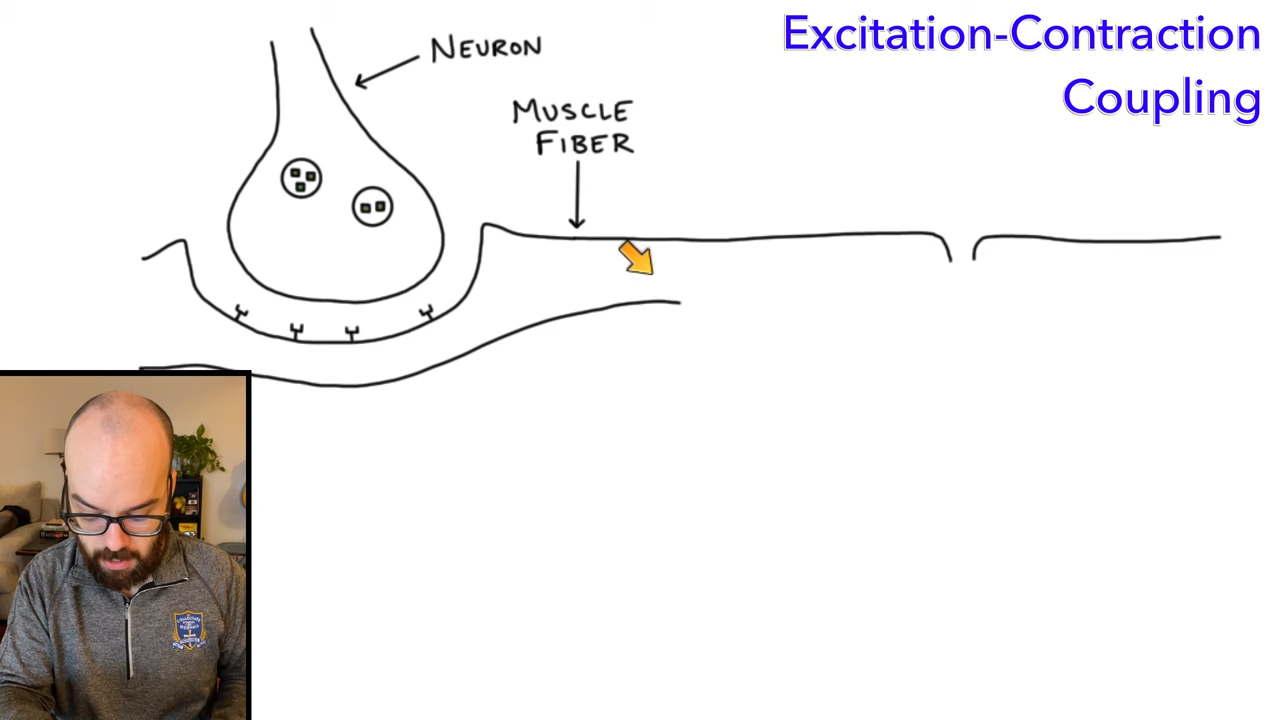 Excitation-Contraction
Coupling
NEURON
MUSCLE
FIBER